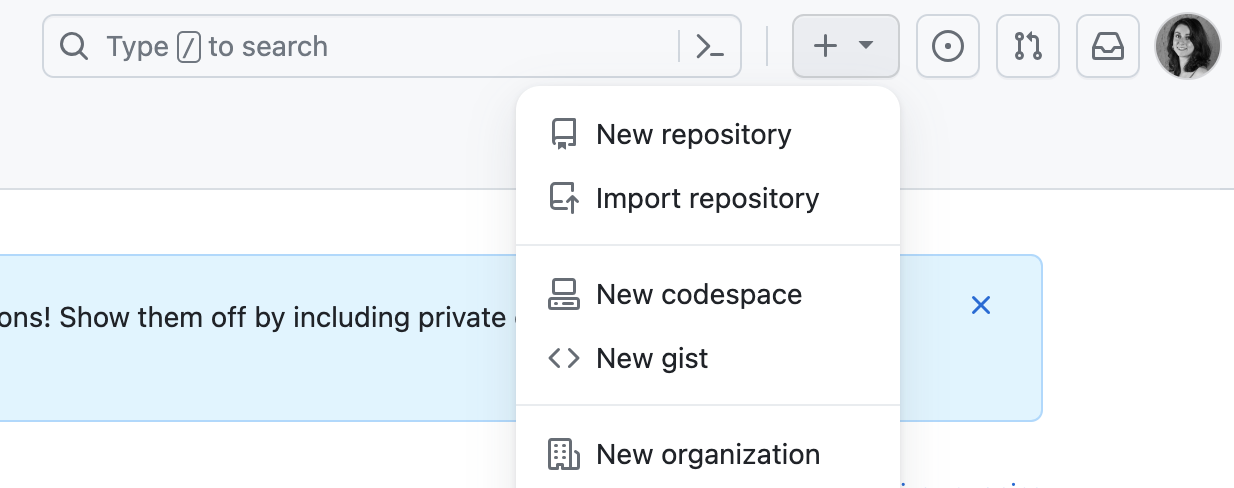 Type / to search
New repository
Import repository
New codespace
ons! Show them off by including private
New gist
New organization